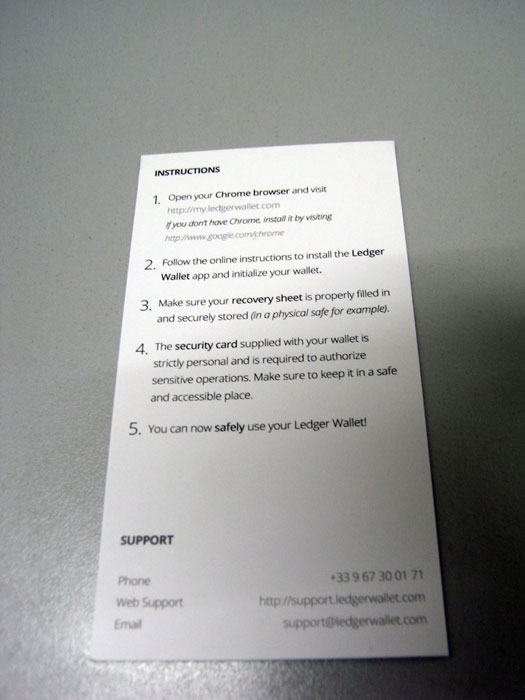 INSTRUCTIONS
1. Open your Chrome browser and visit
http://my.ledgerwallet.com
If you don't have Chrome, install it by visiting
http://www.google.com/chrome
2. Follow the online instructions to install the Ledger
Wallet app and initialize your wallet.
3. Make sure your recovery sheet is properly filled in
and securely stored (in a physical safe for example).
4. The security card supplied with your wallet is
strictly personal and is required to authorize
sensitive operations. Make sure to keep it in a safe
and accessible place.
5. You can now safely use your Ledger Wallet!
SUPPORT
Phone +33 9 67 30 01 71
Web Support http://support.ledgerwallet.com
Email support@ledgerwallet.com